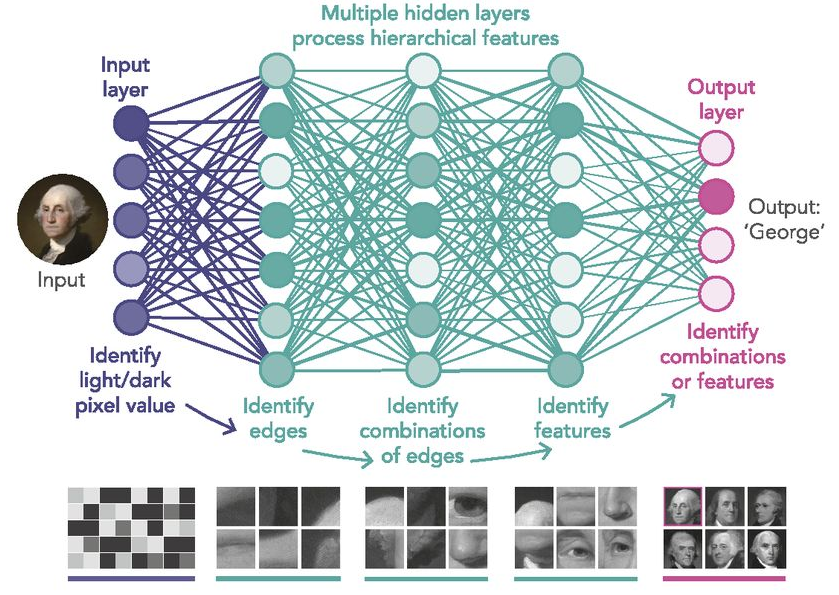 Multiple hidden layers
process hierarchical features
Input
layer
Output
layer
Input
Output:
‘George’
Identify
light/dark
pixel value
Identify
edges
Identify
combinations
of edges
Identify
features
Identify
combinations
or features